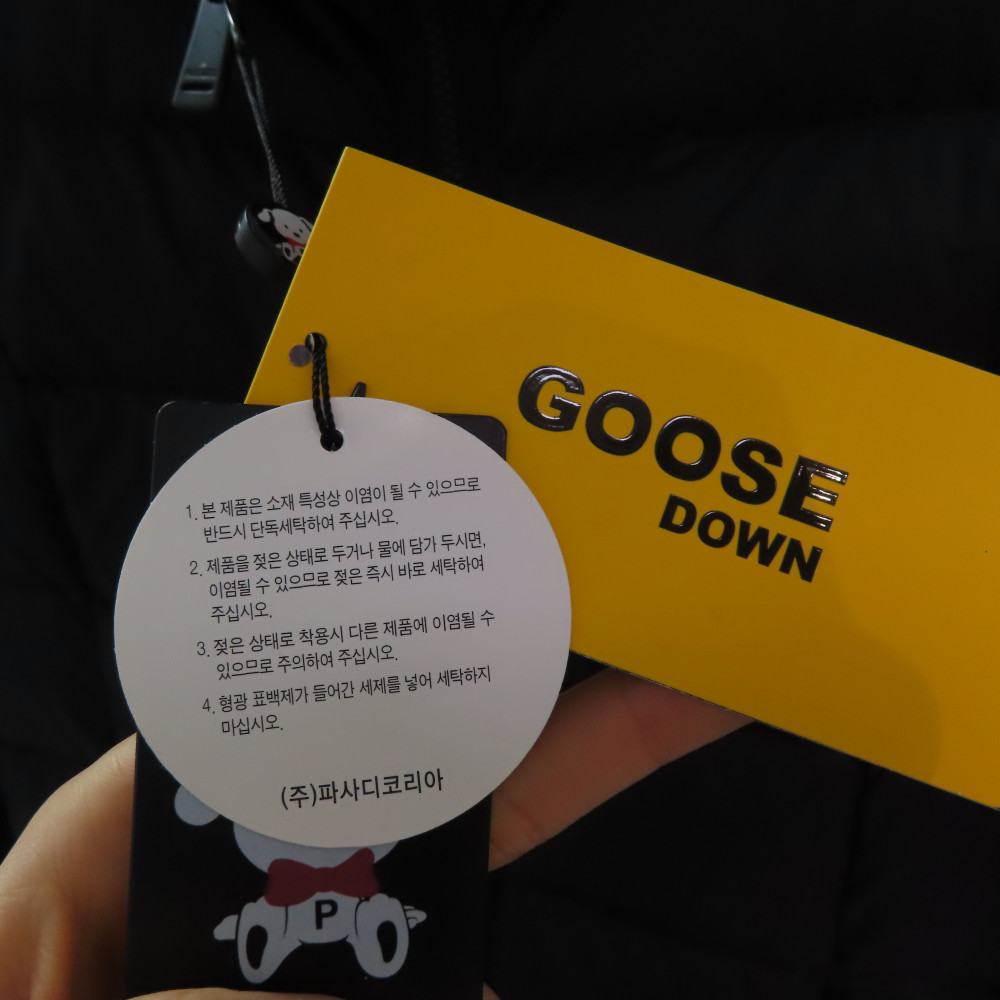 GOOSE
DOWN
1. 본 제품은 소재 특성상 이염이 될 수 있으므로
반드시 단독세탁하여 주십시오.
2. 제품을 젖은 상태로 두거나 물에 담가 두시면,
이염될 수 있으므로 젖은 즉시 바로 세탁하여
주십시오.
3. 젖은 상태로 착용시 다른 제품에 이염될 수
있으므로 주의하여 주십시오.
4. 형광 표백제가 들어간 세제를 넣어 세탁하지
마십시오.
(주)파사디코리아
P